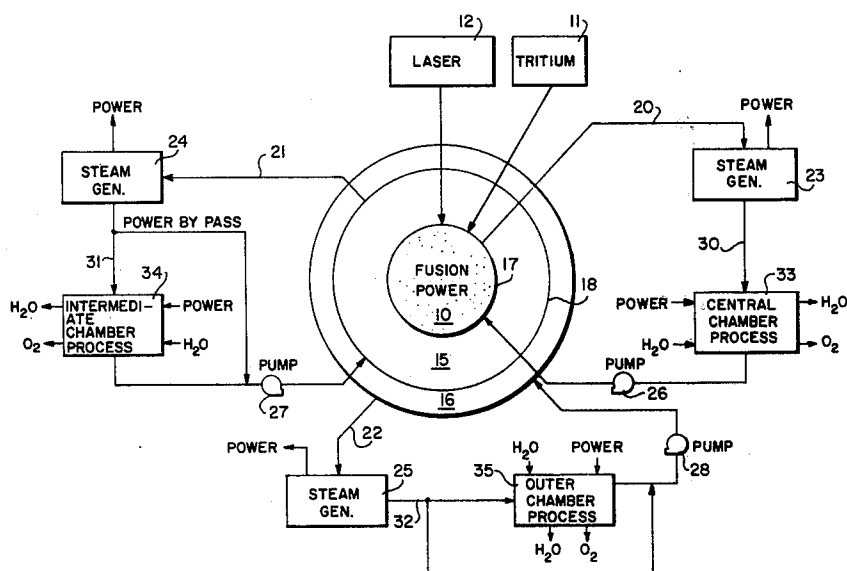 12
11
LASER
TRITIUM
20
POWER
POWER
24
STEAM
GEN.
21
STEAM
GEN.
23
POWER BY PASS
31
30
FUSION
POWER
10
17
18
34
INTERMEDI-
ATE
CHAMBER
PROCESS
H2O
O2
POWER
H2O
33
CENTRAL
CHAMBER
PROCESS
POWER
H2O
H2O
O2
15
16
PUMP
27
PUMP
26
22
POWER
25
STEAM
GEN.
32
H2O
POWER
35
OUTER
CHAMBER
PROCESS
H2O
O2
PUMP
28